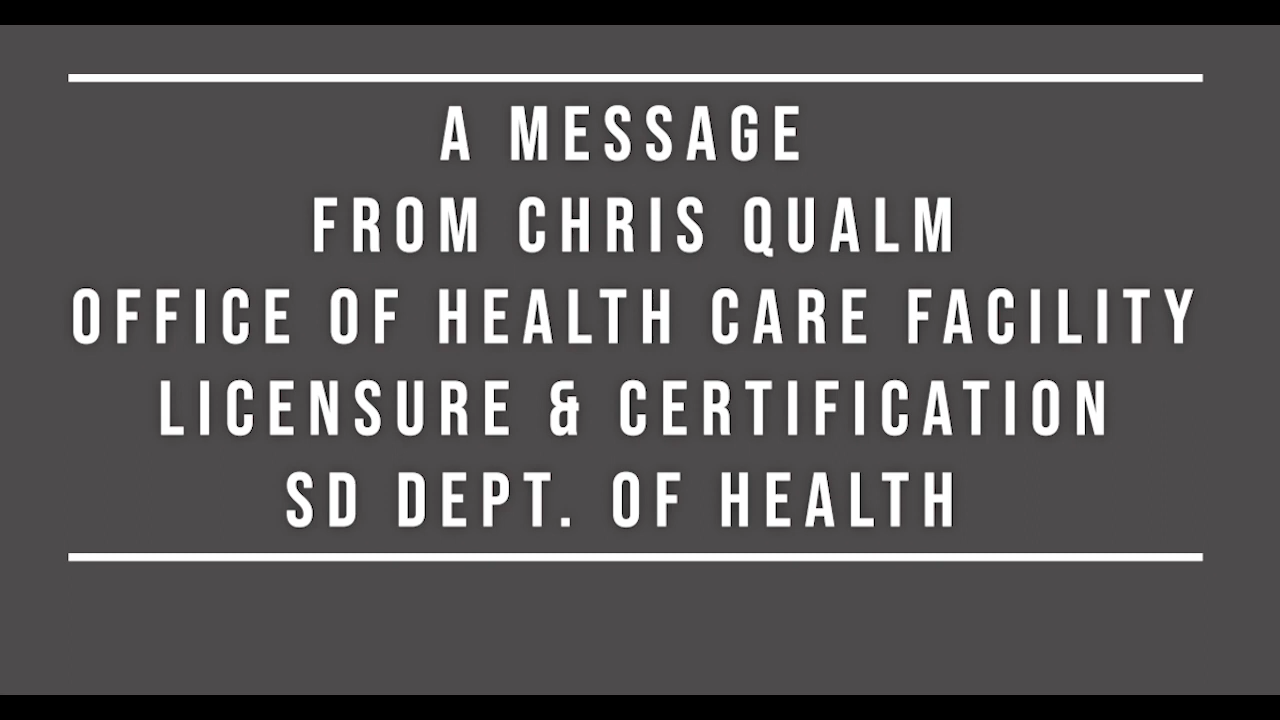 A MESSAGE
FROM CHRIS QUALM
OFFICE OF HEALTH CARE FACILITY
LICENSURE & CERTIFICATION
SD DEPT. OF HEALTH